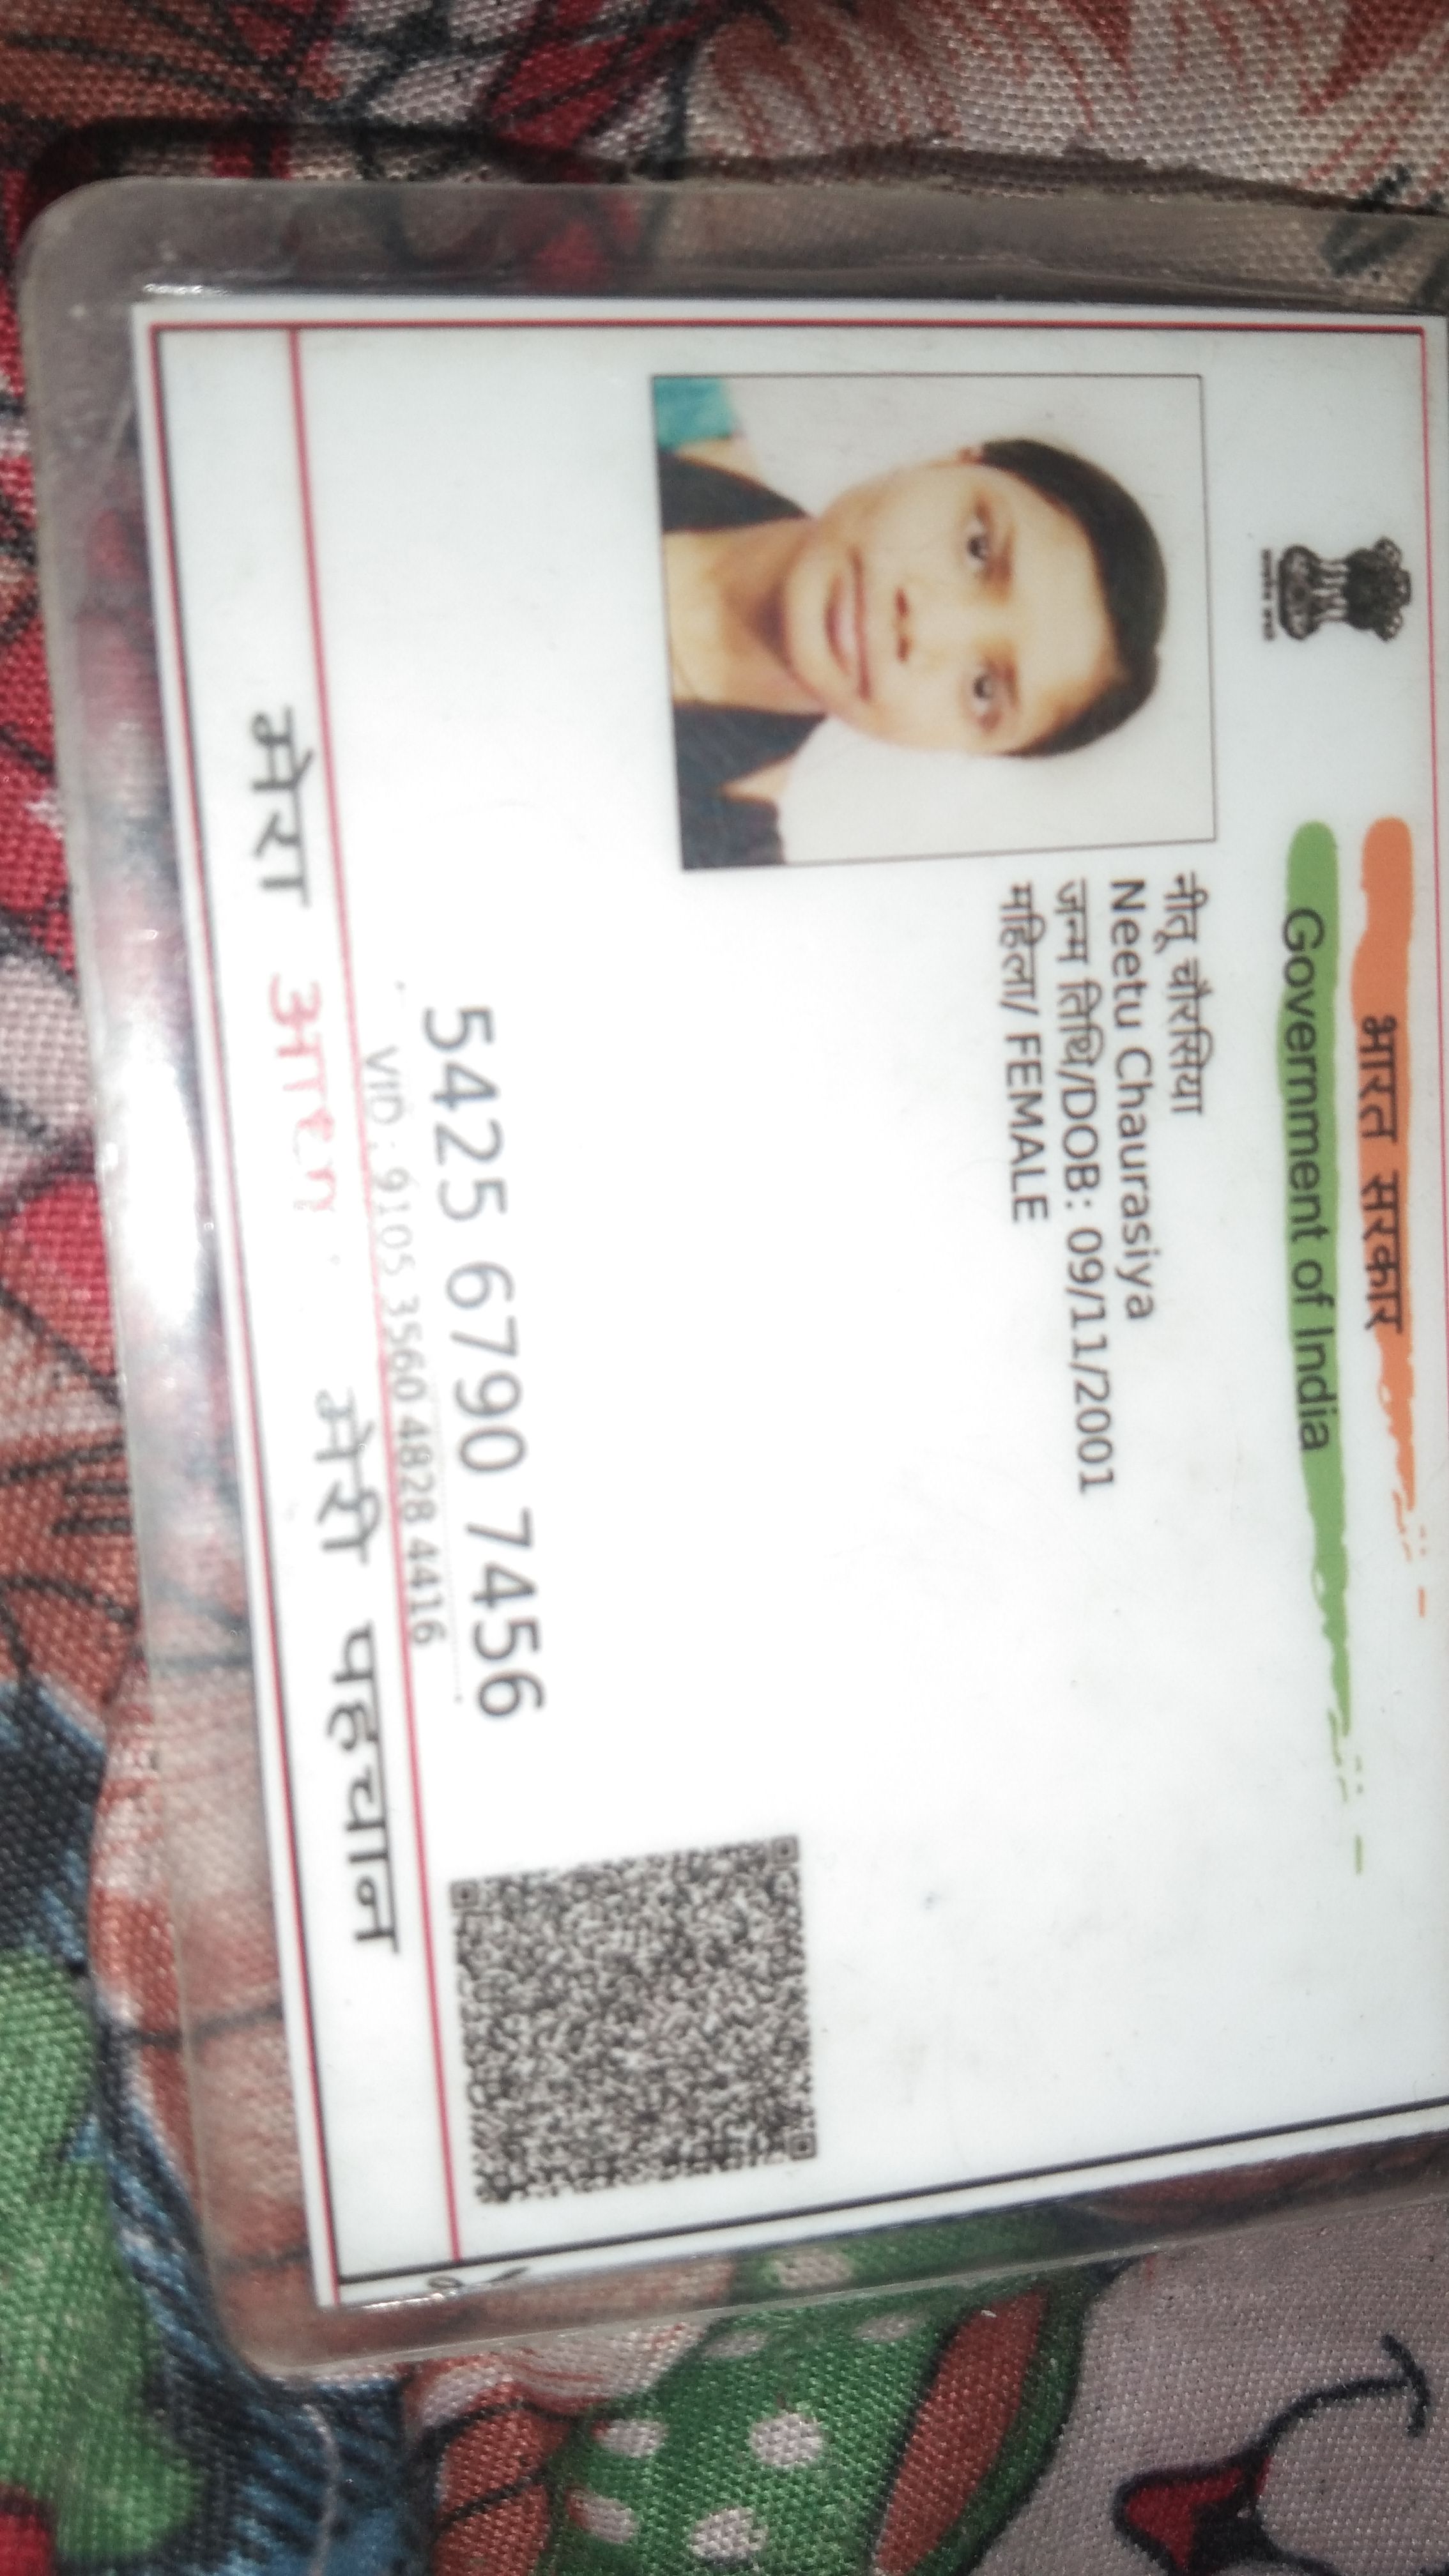 भारत सरकार
Government of India
नीतू चौरसिया
Neetu Chaurasiya
जन्म तिथि/DOB: 09/11/2001
महिला/ FEMALE
5425 6790 7456
VID : 9105 3560 4828 4416
मेरा मेरी पहचान